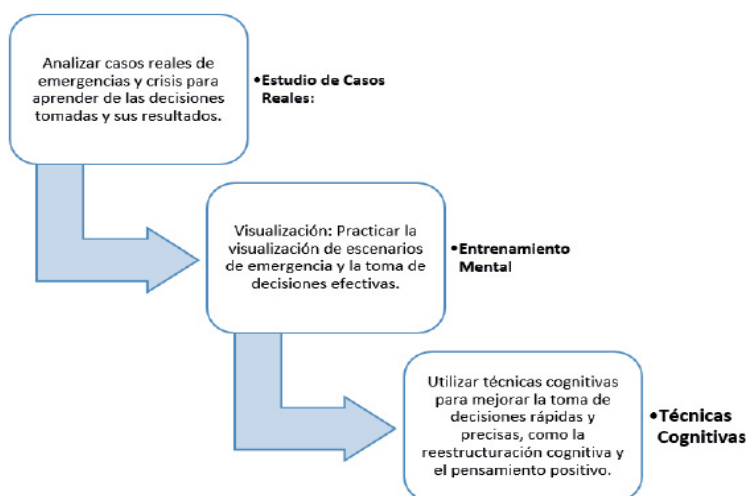 Analizar casos reales de
emergencias y crisis para
aprender de las decisiones
tomadas y sus resultados.
•Estudio de Casos
Reales:
Visualización: Practicar la
visualización de escenarios
de emergencia y la toma de
decisiones efectivas.
•Entrenamiento
Mental
Utilizar técnicas cognitivas
para mejorar la toma de
decisiones rápidas y
precisas, como la
reestructuración cognitiva y
el pensamiento positivo.
•Técnicas
Cognitivas